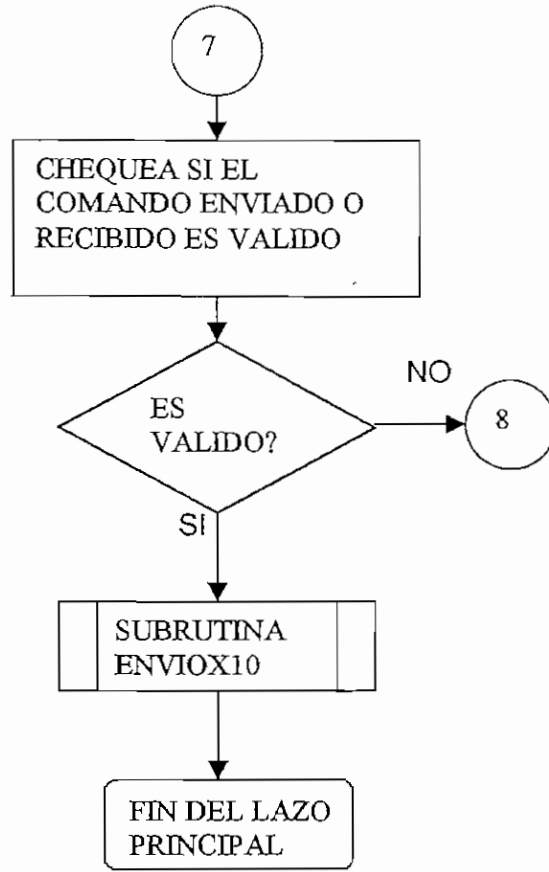 7
CHEQUEA SI EL
COMANDO ENVIADO O
RECIBIDO ES VALIDO
ES
VALIDO?
NO
8
SI
SUBRUTINA
ENVIOX10
FIN DEL LAZO
PRINCIPAL